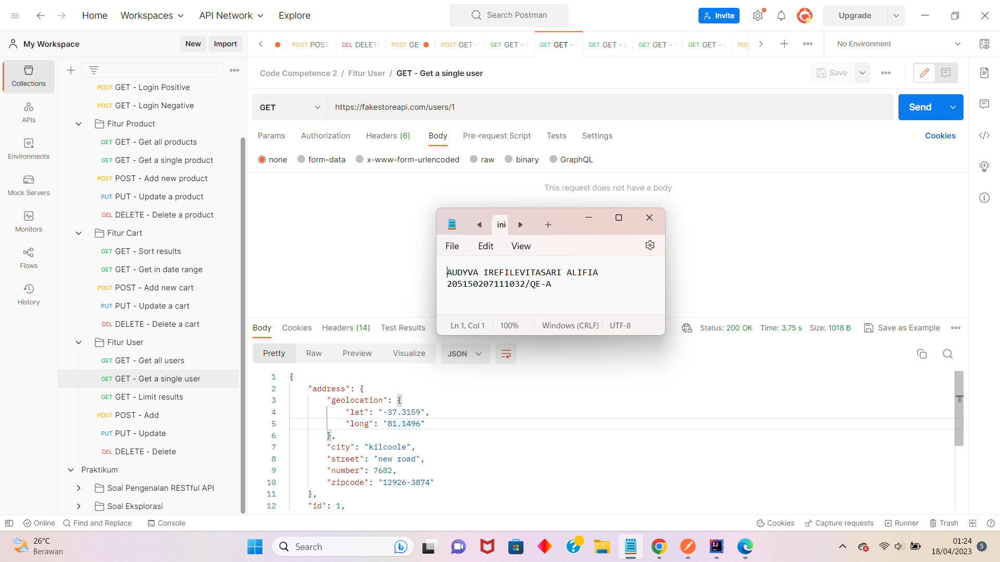 Home Workspaces API Network Explore Search Postman Invite Upgrade
My Workspace New Import
POST POST DEL DELET POST GE POST GET - GET GET - GET GET - GET GET - GET GET - GET GET - No Environment
Code Competence 2 / Fitur User / GET - Get a single user Save
GET https://fakestoreapi.com/users/1 Send
Params Authorization Headers (6) Body Pre-request Script Tests Settings Cookies
none form-data x-www-form-urlencoded raw binary GraphQL
This request does not have a body
Collections
APIs
Environments
Mock Servers
Monitors
Flows
History
POST GET - Login Positive
POST GET - Login Negative
Fitur Product
GET GET - Get all products
GET GET - Get a single product
POST POST - Add new product
PUT PUT - Update a product
DEL DELETE - Delete a product
Fitur Cart
GET GET - Sort results
GET GET - Get in date range
POST POST - Add new cart
PUT PUT - Update a cart
DEL DELETE - Delete a cart
Fitur User
GET GET - Get all users
GET GET - Get a single user
GET GET - Limit results
POST POST - Add
PUT PUT - Update
DEL DELETE - Delete
Praktikum
Soal Pengenalan RESTful API
Soal Eksplorasi
ini
File Edit View
AUDYVA IREFILEVITASARI ALIFIA
205150207111032/QE-A
Ln 1, Col 1 100% Windows (CRLF) UTF-8
Body Cookies Headers (14) Test Results Status: 200 OK Time: 3.75 s Size: 1018 B Save as Example
Pretty Raw Preview Visualize JSON
1 {
2 "address": {
3 "geolocation": {
4 "lat": "-37.3159",
5 "long": "81.1496"
6 },
7 "city": "kilcoole",
8 "street": "new road",
9 "number": 7682,
10 "zipcode": "12926-3874"
11 },
12 "id": 1,
Online Find and Replace Console Cookies Capture requests Runner Trash
26°C
Berawan
Search
01:24
18/04/2023 5